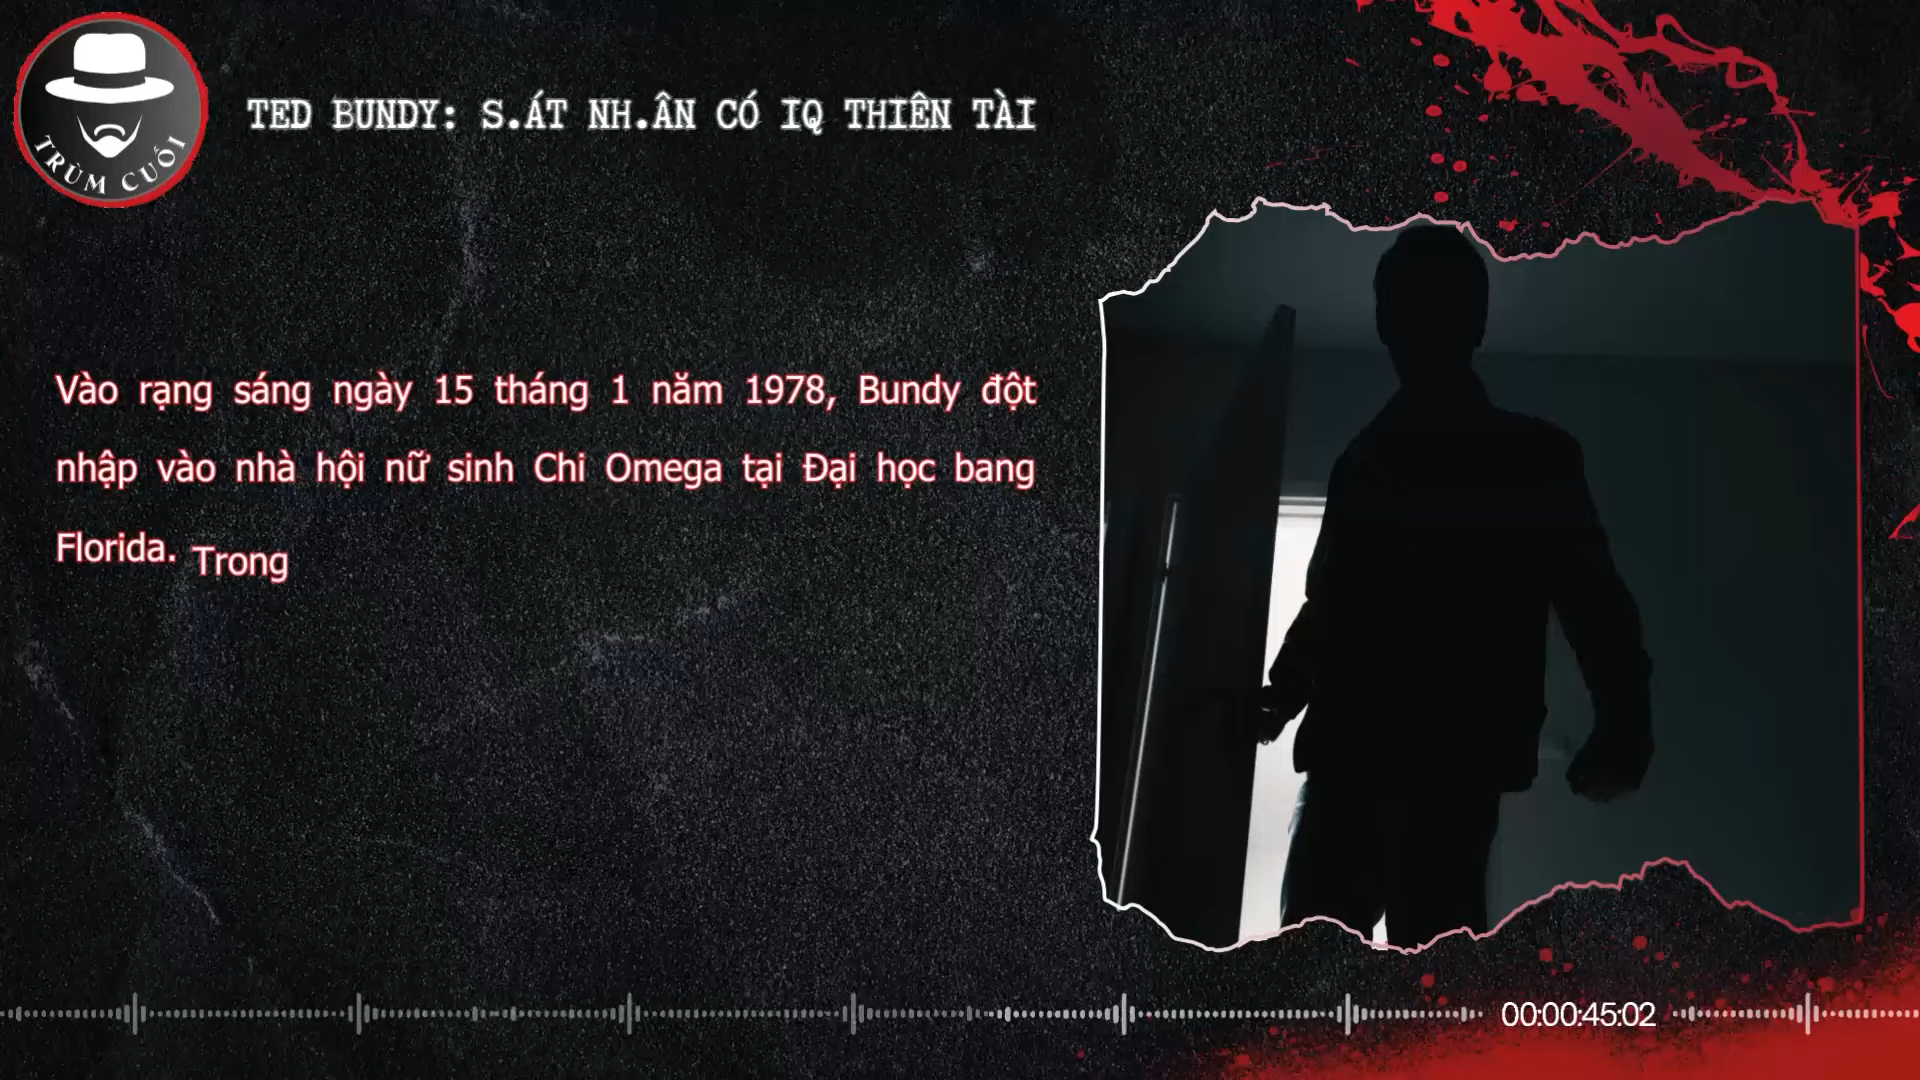 TRÙM CUỐI
TED BUNDY: S.ÁT NH.ÂN CÓ IQ THIÊN TÀI
Vào rạng sáng ngày 15 tháng 1 năm 1978, Bundy đột
nhập vào nhà hội nữ sinh Chi Omega tại Đại học bang
Florida. Trong
00:00:45:02